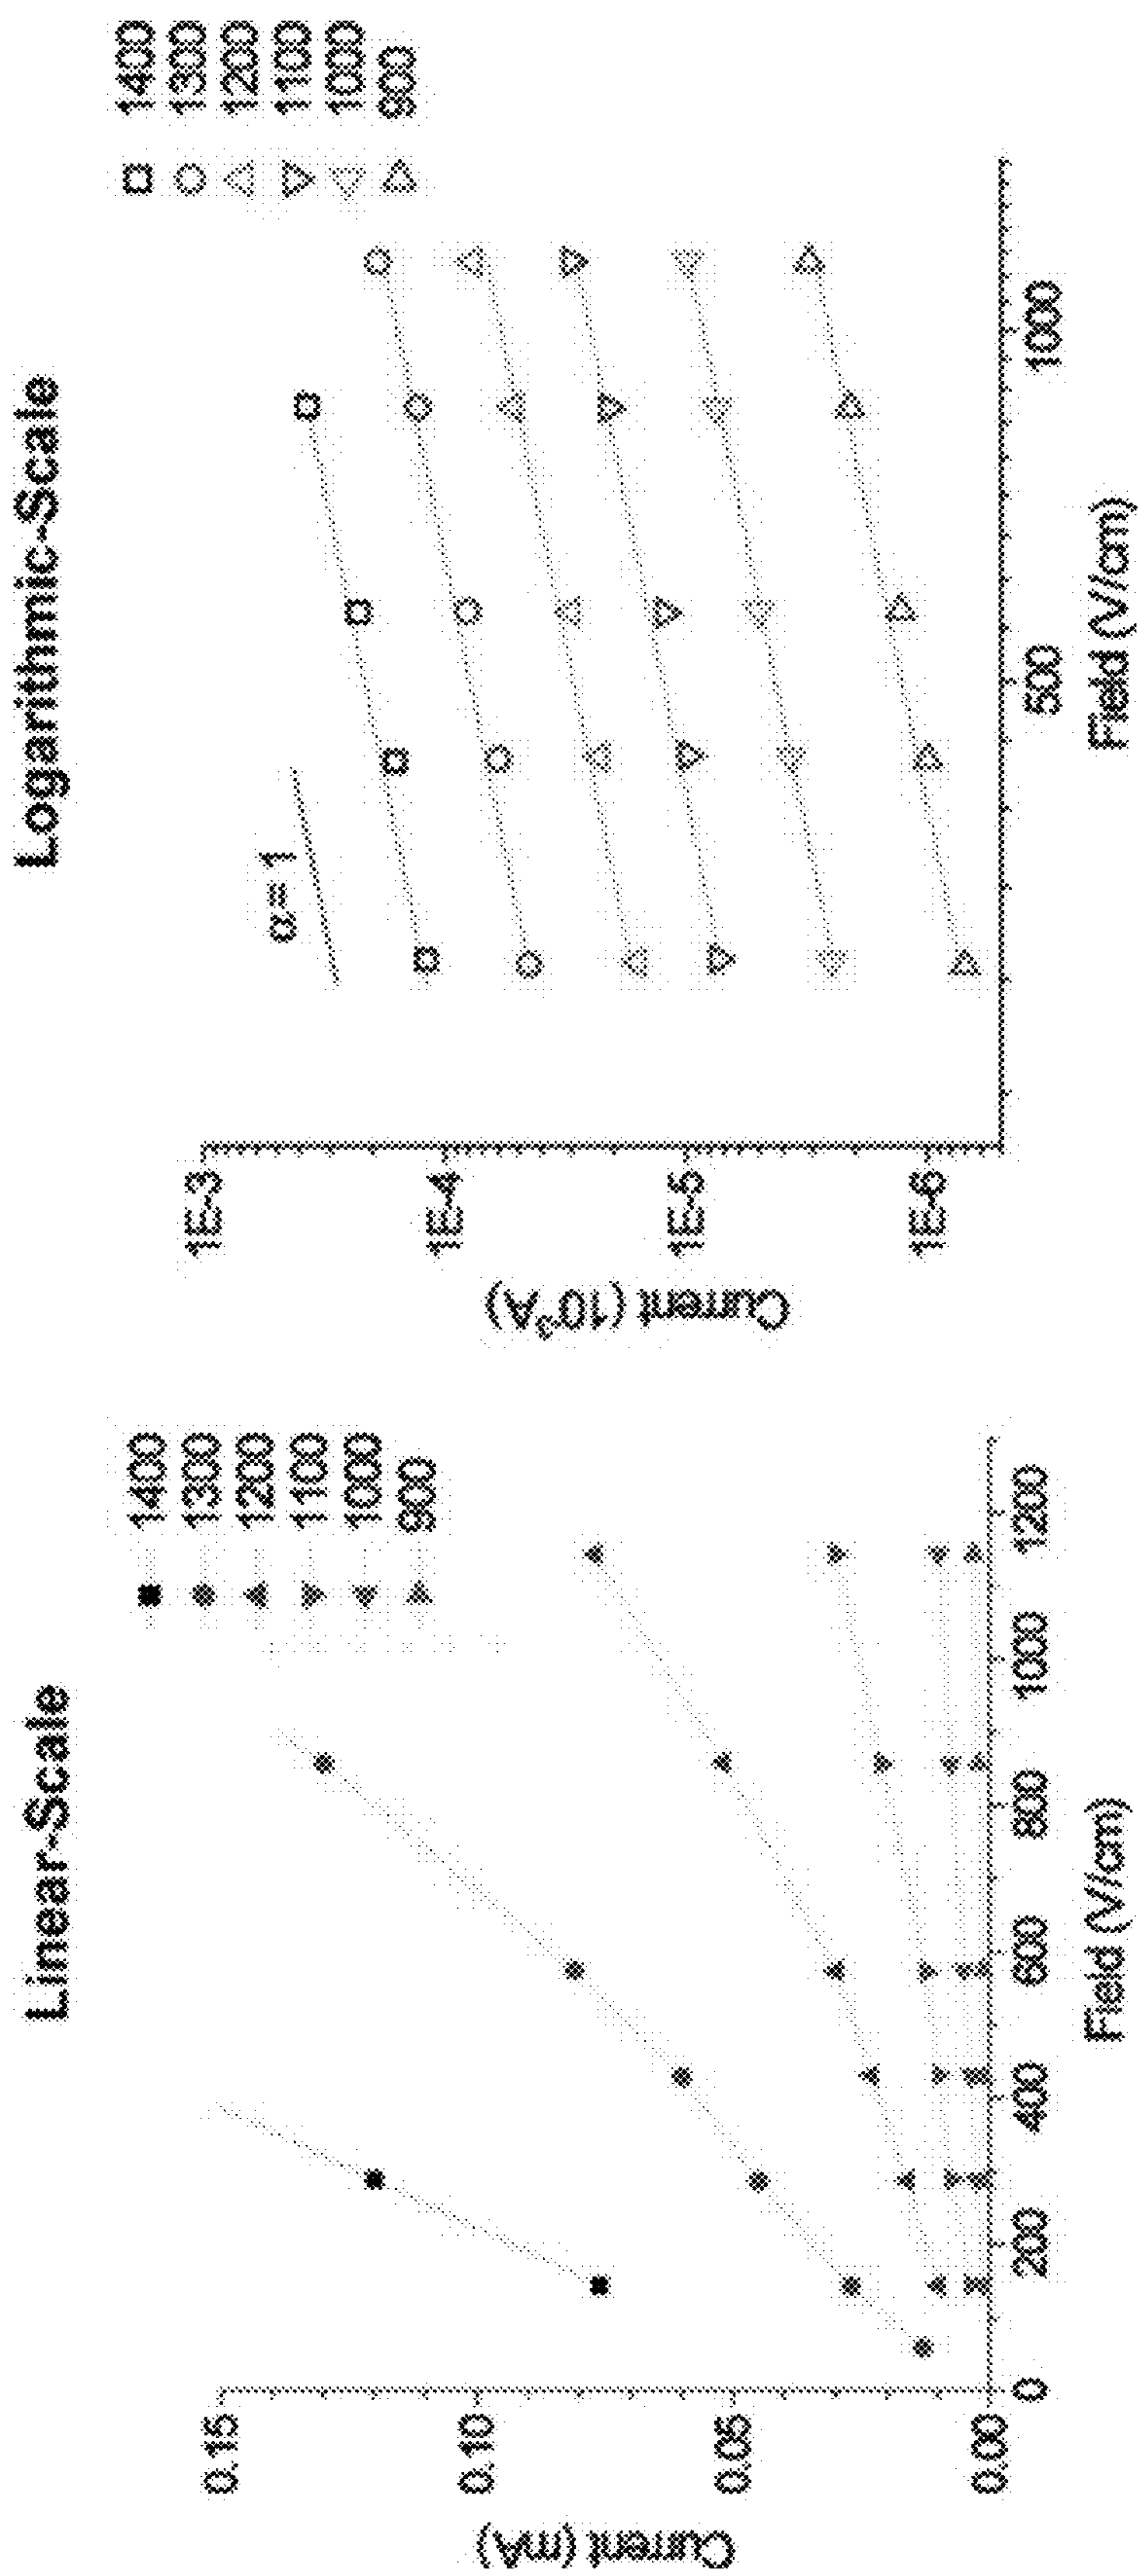 Linear-Scale
1400
1300
1200
1100
1000
900
0.15
0.10
0.05
0.00
Current (mA)
0
200
400
600
800
1000
1200
Field (V/cm)
Logarithmic-Scale
1400
1300
1200
1100
1000
900
α=1
1E-3
1E-4
1E-5
1E-6
Current (10³A)
500
1000
Field (V/cm)